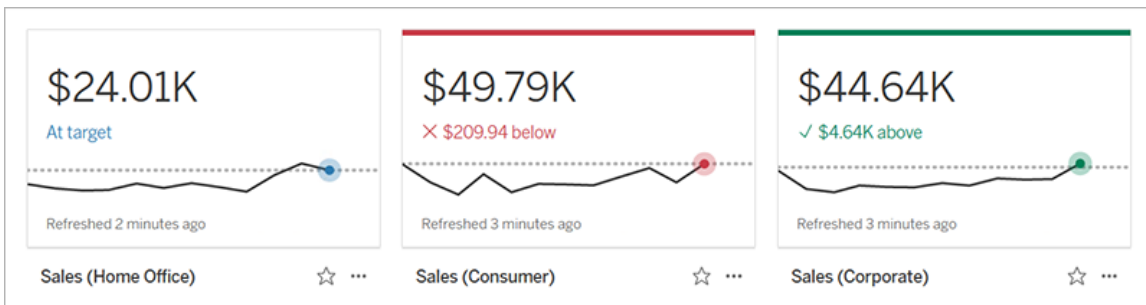 $24.01K
At target
Refreshed 2 minutes ago
Sales (Home Office)
$49.79K
$209.94 below
Refreshed 3 minutes ago
Sales (Consumer)
$44.64K
$4.64K above
Refreshed 3 minutes ago
Sales (Corporate)